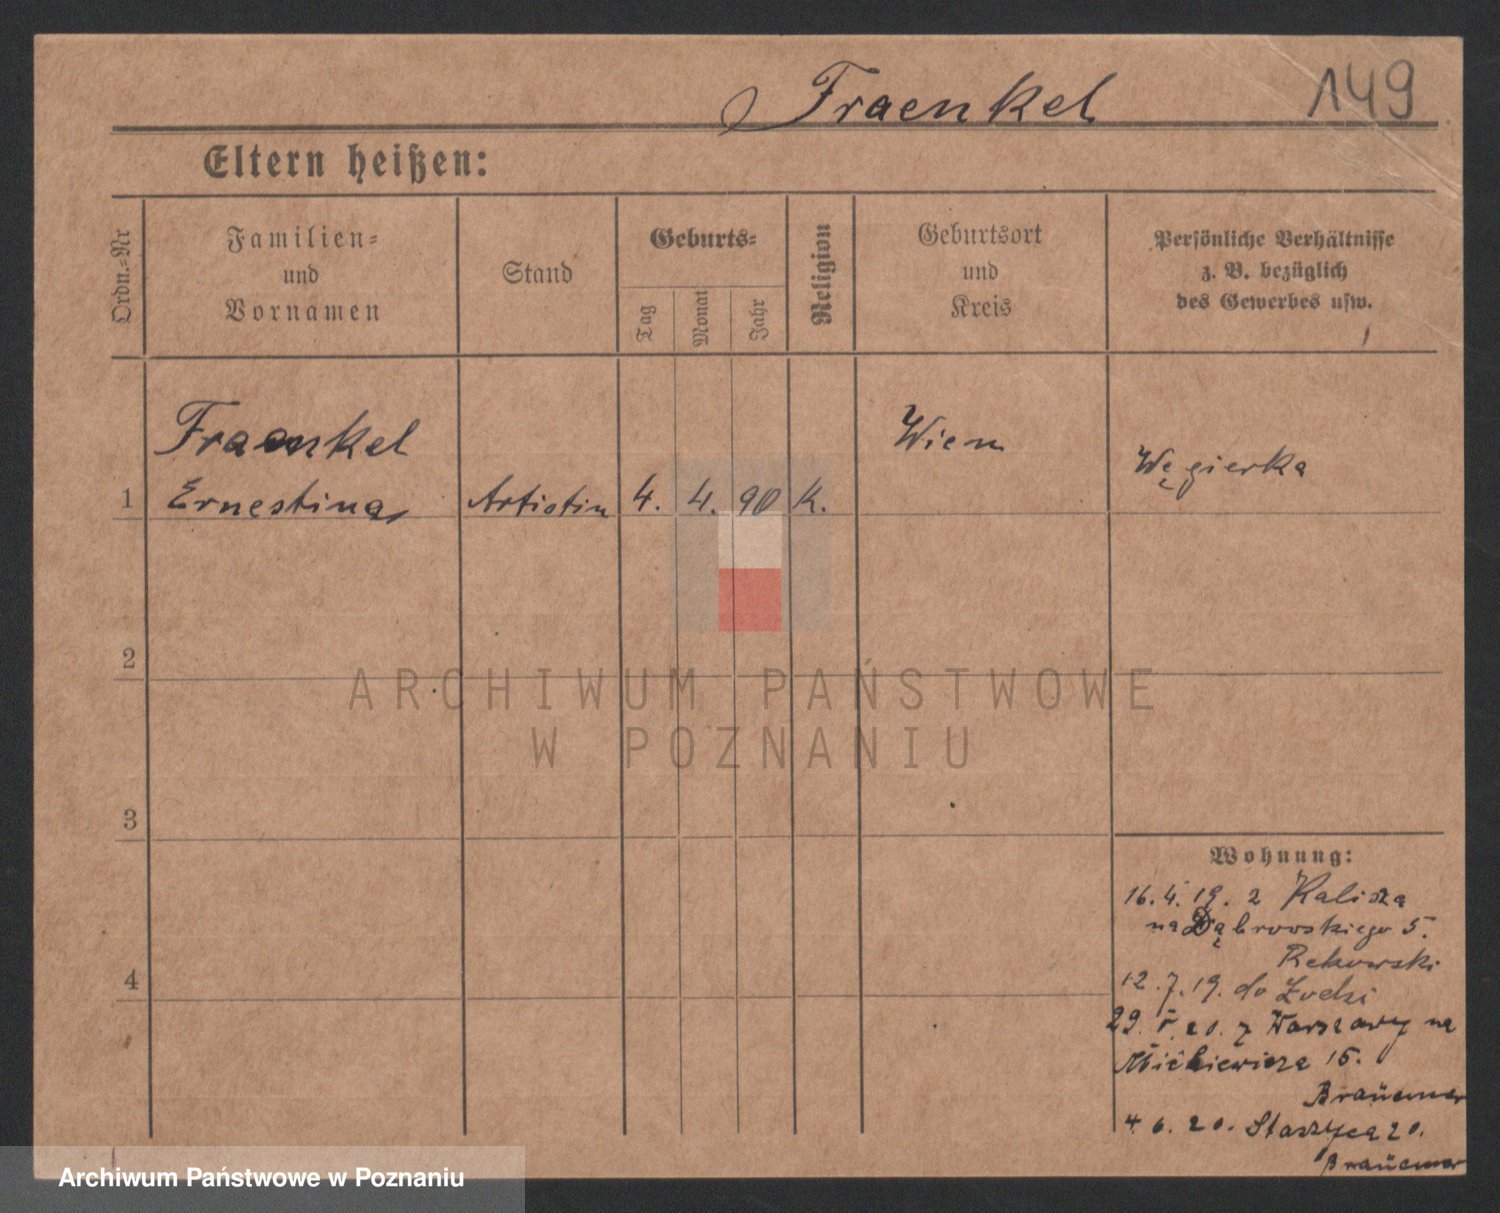 Fraenkel
149
Eltern heißen:
Ordn.-Nr
Familien-
und
Vornamen
Stand
Geburts-
Tag
Monat
Jahr
Religion
Geburtsort
und
Kreis
Persönliche Verhältnisse
z. B. bezüglich
des Gewerbes usw.
Fraenkel
Ernestina
Artistin
4.
4.
90
K.
Wien
Węgierka
1
2
3
4
ARCHIWUM PAŃSTWOWE
W POZNANIU
Wohnung:
16.4.19. z Kalisza
na Dąbrowskiego 5.
Rekowski
12.7.19. do Łodzi
29. V. 20. z Warszawy na
Mickiewicza 15.
4. 6. 20. Staszyca 20.
Archiwum Państwowe w Poznaniu